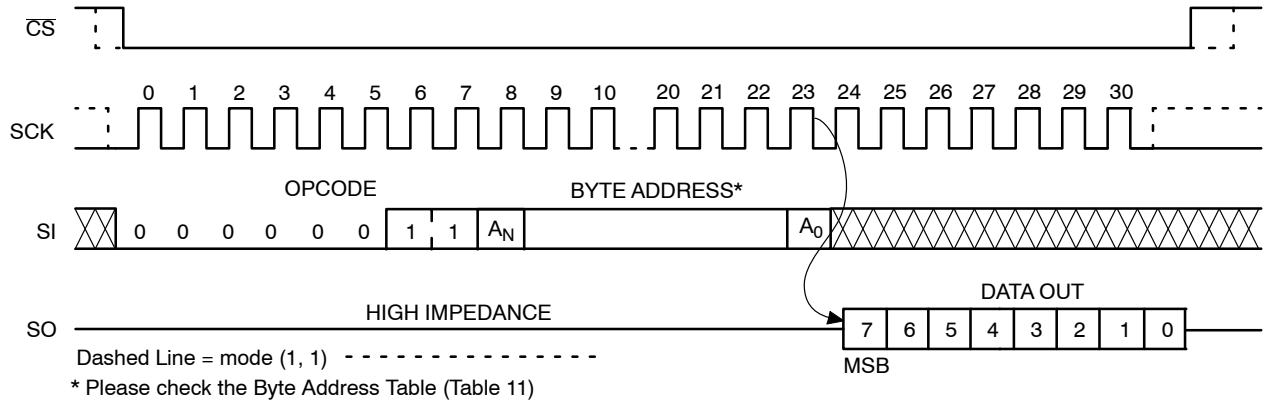 CS
0 1 2 3 4 5 6 7 8 9 10 20 21 22 23 24 25 26 27 28 29 30
SCK
OPCODE BYTE ADDRESS*
SI 0 0 0 0 0 0 1 1 AN A0
DATA OUT
HIGH IMPEDANCE
SO 7 6 5 4 3 2 1 0
Dashed Line = mode (1, 1)
MSB
* Please check the Byte Address Table (Table 11)